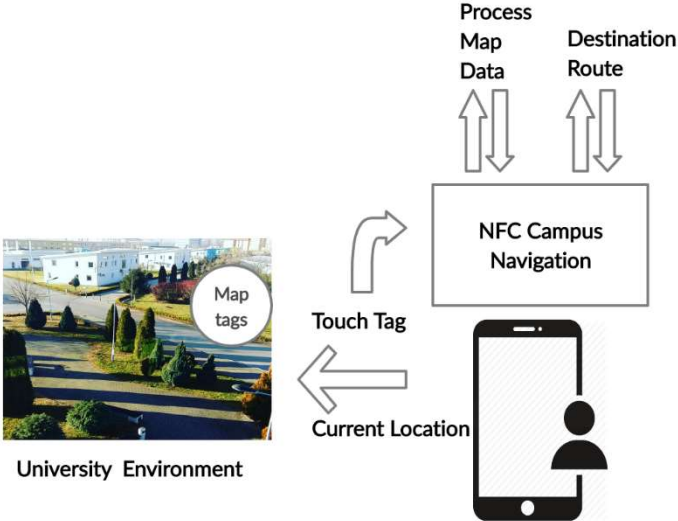 Process
Map
Data
Destination
Route
NFC Campus
Navigation
Map
tags
Touch Tag
Current Location
University Environment